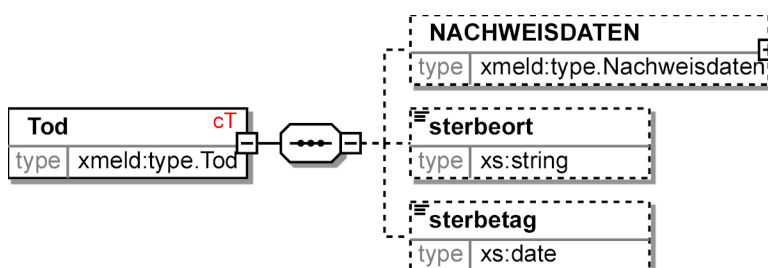 NACHWEISDATEN
type xmeld:type.Nachweisdaten
Tod cT
type xmeld:type.Tod
sterbeort
type xs:string
sterbetag
type xs:date